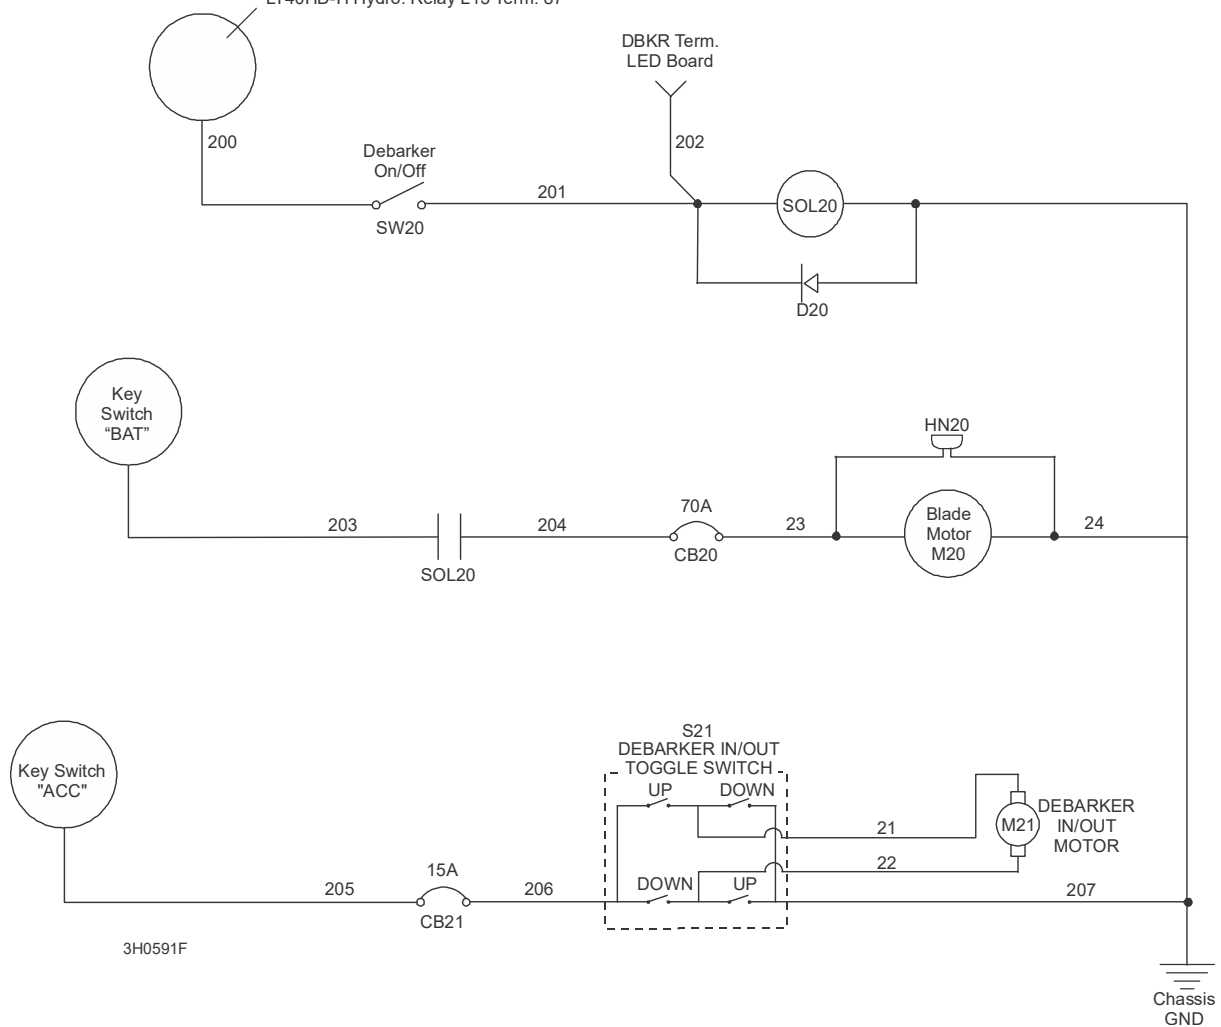 DBKR Term.
LED Board
200
202
Debarker
On/Off
201
SW20
SOL20
D20
Key
Switch
“BAT”
HN20
203
204
70A
23
24
Blade
Motor
M20
SOL20
CB20
S21
DEBARKER IN/OUT
TOGGLE SWITCH
UP
DOWN
Key Switch
"ACC"
21
M21
DEBARKER
IN/OUT
MOTOR
22
205
15A
206
DOWN
UP
207
CB21
3H0591F
Chassis
GND